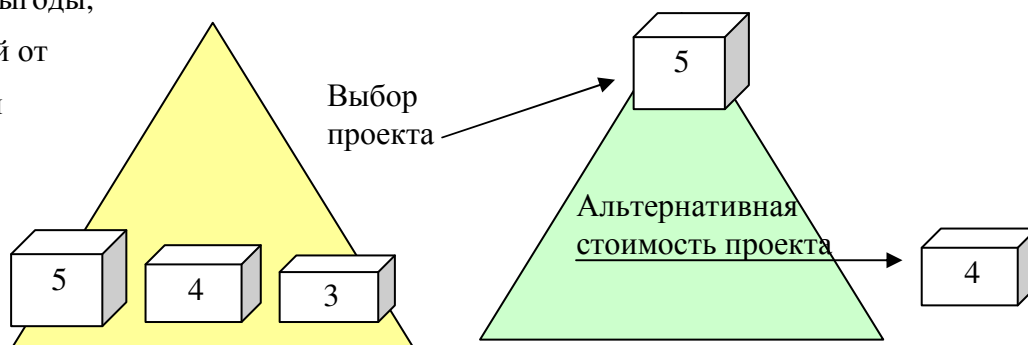 выгоды,
й от
Выбор
проекта
5
Альтернативная
стоимость проекта
5
4
3
4